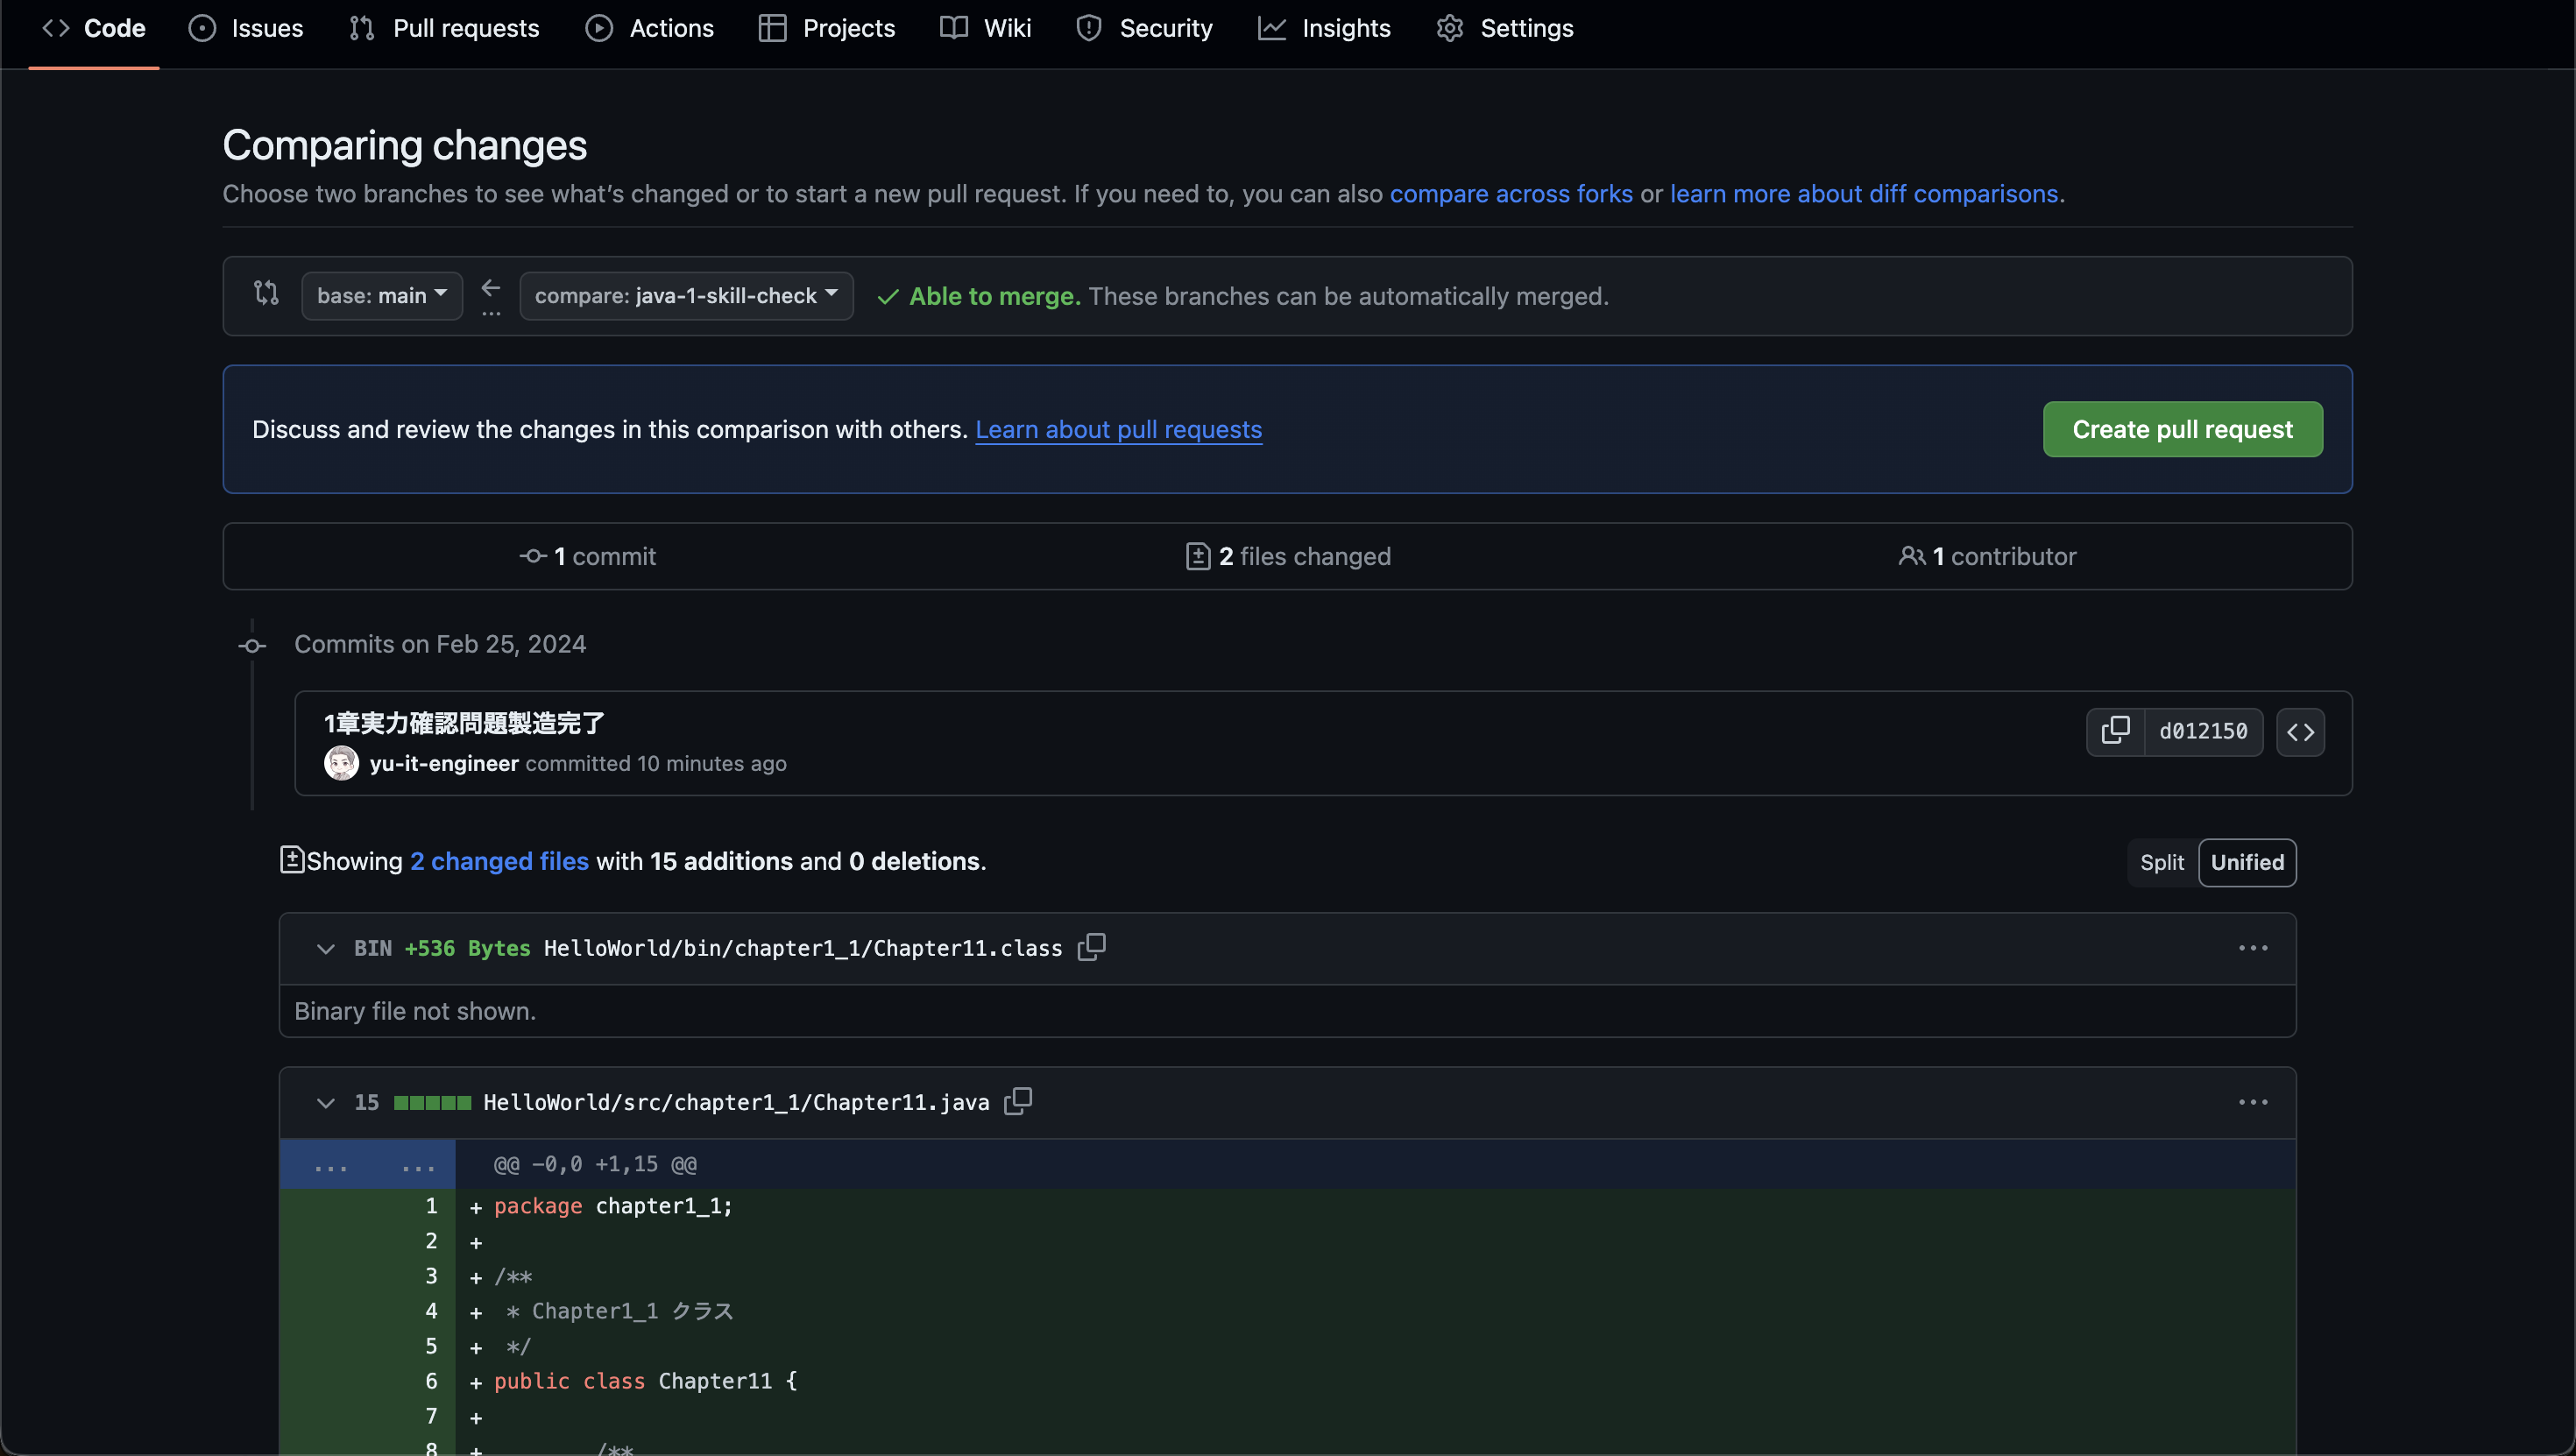 Code Issues Pull requests Actions Projects Wiki Security Insights Settings
Comparing changes
Choose two branches to see what's changed or to start a new pull request. If you need to, you can also compare across forks or learn more about diff comparisons.
base: main ← ... compare: java-1-skill-check ✓ Able to merge. These branches can be automatically merged.
Discuss and review the changes in this comparison with others. Learn about pull requests Create pull request
1 commit 2 files changed 1 contributor
Commits on Feb 25, 2024
1章実力確認問題製造完了 d012150
yu-it-engineer committed 10 minutes ago
Showing 2 changed files with 15 additions and 0 deletions. Split Unified
BIN +536 Bytes HelloWorld/bin/chapter1_1/Chapter11.class
Binary file not shown.
15 HelloWorld/src/chapter1_1/Chapter11.java
... ... @@ -0,0 +1,15 @@
1 + package chapter1_1;
2 +
3 + /**
4 + * Chapter1_1 クラス
5 + */
6 + public class Chapter11 {
7 +
8 + /**